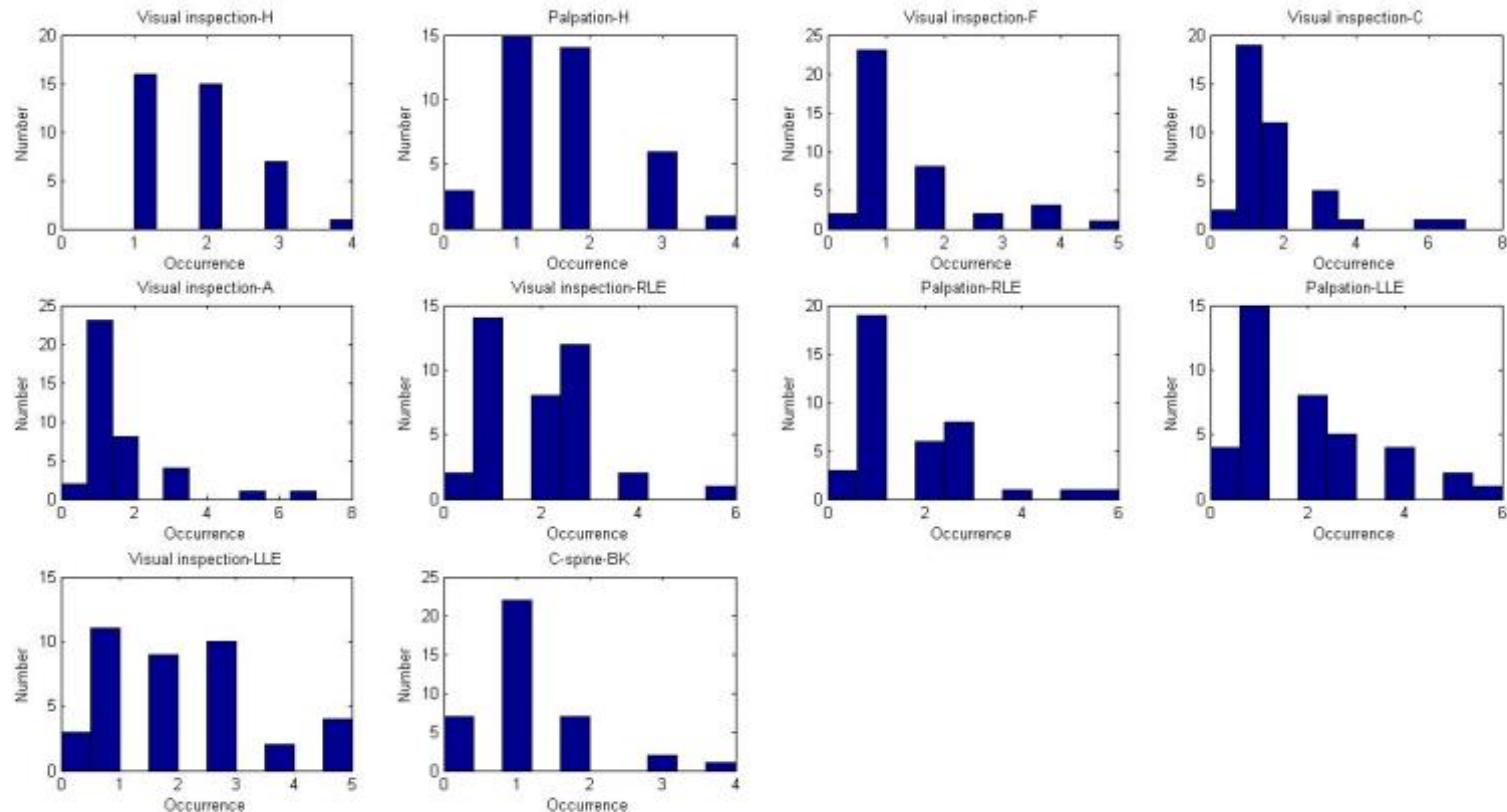 Visual inspection-H
20
15
10
5
0
Number
0 1 2 3 4
Occurrence
Palpation-H
15
10
5
0
Number
0 1 2 3 4
Occurrence
Visual inspection-F
25
20
15
10
5
0
Number
0 1 2 3 4 5
Occurrence
Visual inspection-C
20
15
10
5
0
Number
0 2 4 6 8
Occurrence
Visual inspection-A
25
20
15
10
5
0
Number
0 2 4 6 8
Occurrence
Visual inspection-RLE
15
10
5
0
Number
0 2 4 6
Occurrence
Palpation-RLE
20
15
10
5
0
Number
0 2 4 6
Occurrence
Palpation-LLE
15
10
5
0
Number
0 2 4 6
Occurrence
Visual inspection-LLE
15
10
5
0
Number
0 1 2 3 4 5
Occurrence
C-spine-BK
25
20
15
10
5
0
Number
0 1 2 3 4
Occurrence